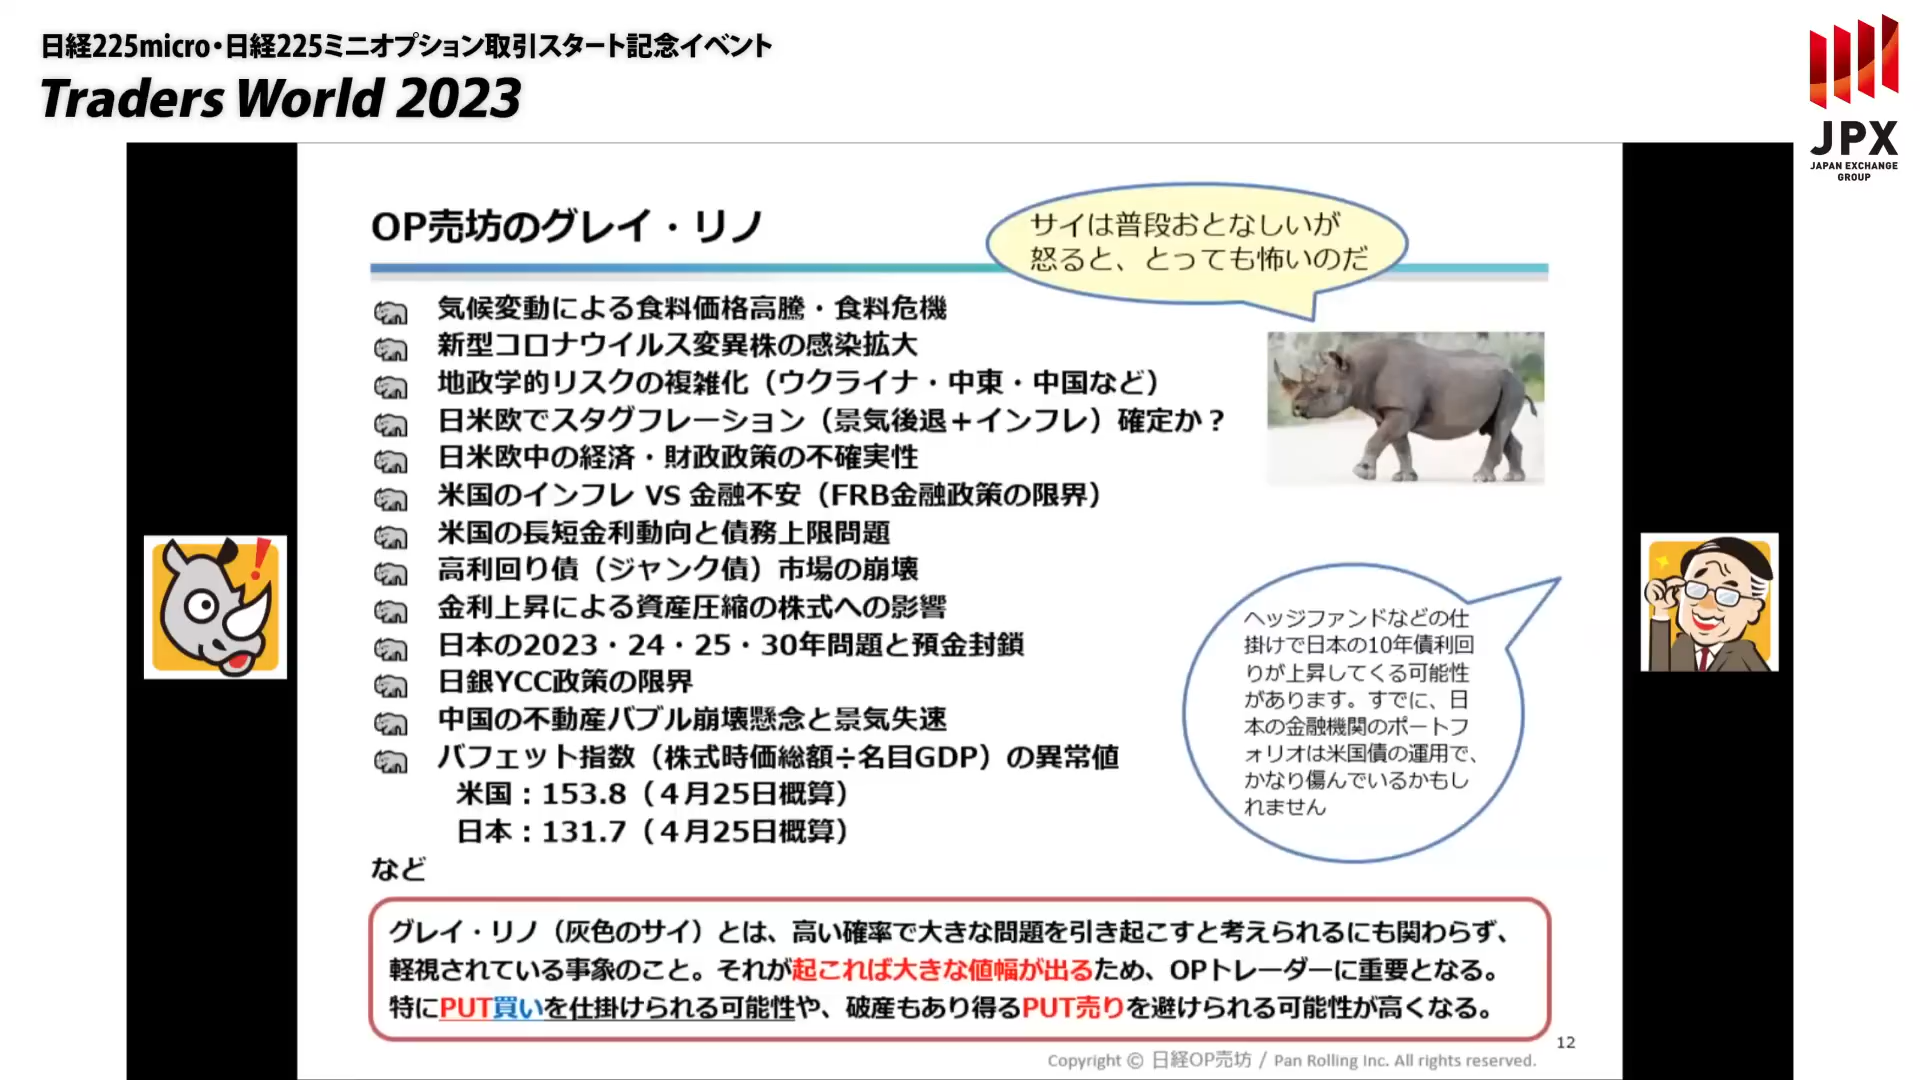 日経225micro・日経225ミニオプション取引スタート記念イベント
Traders World 2023
JPX
JAPAN EXCHANGE
GROUP
OP売坊のグレイ・リノ
サイは普段おとなしいが
怒ると、とっても怖いのだ
気候変動による食料価格高騰・食料危機
新型コロナウイルス変異株の感染拡大
地政学的リスクの複雑化（ウクライナ・中東・中国など）
日米欧でスタグフレーション（景気後退＋インフレ）確定か？
日米欧中の経済・財政政策の不確実性
米国のインフレ VS 金融不安（FRB金融政策の限界）
米国の長短金利動向と債務上限問題
高利回り債（ジャンク債）市場の崩壊
金利上昇による資産圧縮の株式への影響
日本の2023・24・25・30年問題と預金封鎖
日銀YCC政策の限界
中国の不動産バブル崩壊懸念と景気失速
バフェット指数（株式時価総額÷名目GDP）の異常値
米国：153.8（４月25日概算）
日本：131.7（４月25日概算）
など
ヘッジファンドなどの仕
掛けで日本の10年債利回
りが上昇してくる可能性
があります。すでに、日
本の金融機関のポートフ
ォリオは米国債の運用で、
かなり傷んでいるかもし
れません
グレイ・リノ（灰色のサイ）とは、高い確率で大きな問題を引き起こすと考えられるにも関わらず、
軽視されている事象のこと。それが起これば大きな値幅が出るため、OPトレーダーに重要となる。
特にPUT買いを仕掛けられる可能性や、破産もあり得るPUT売りを避けられる可能性が高くなる。
12
Copyright © 日経OP売坊 / Pan Rolling Inc. All rights reserved.